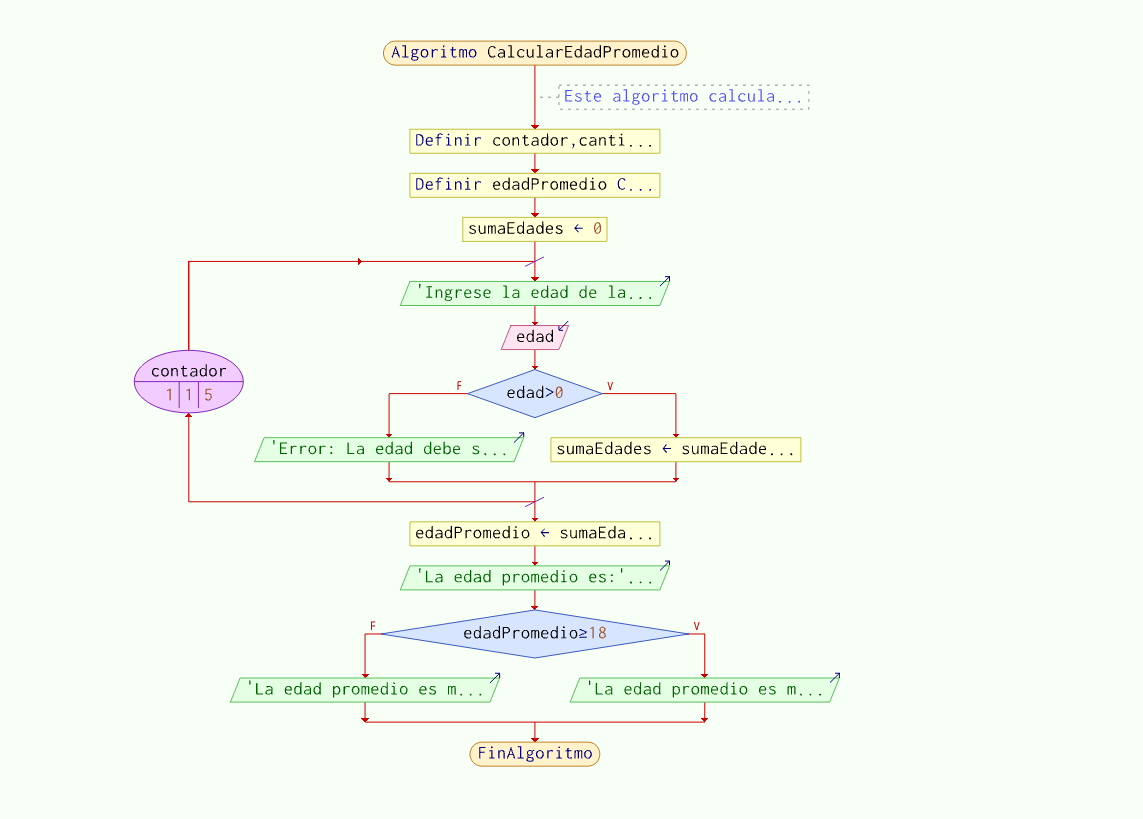 Algoritmo CalcularEdadPromedio
Este algoritmo calcula...
Definir contador,canti...
Definir edadPromedio C...
sumaEdades ← 0
'Ingrese la edad de la...
edad
contador
1 1 5
F edad>0 V
'Error: La edad debe s...
sumaEdades ← sumaEdade...
edadPromedio ← sumaEda...
'La edad promedio es:'...
F edadPromedio≥18 V
'La edad promedio es m...
'La edad promedio es m...
FinAlgoritmo